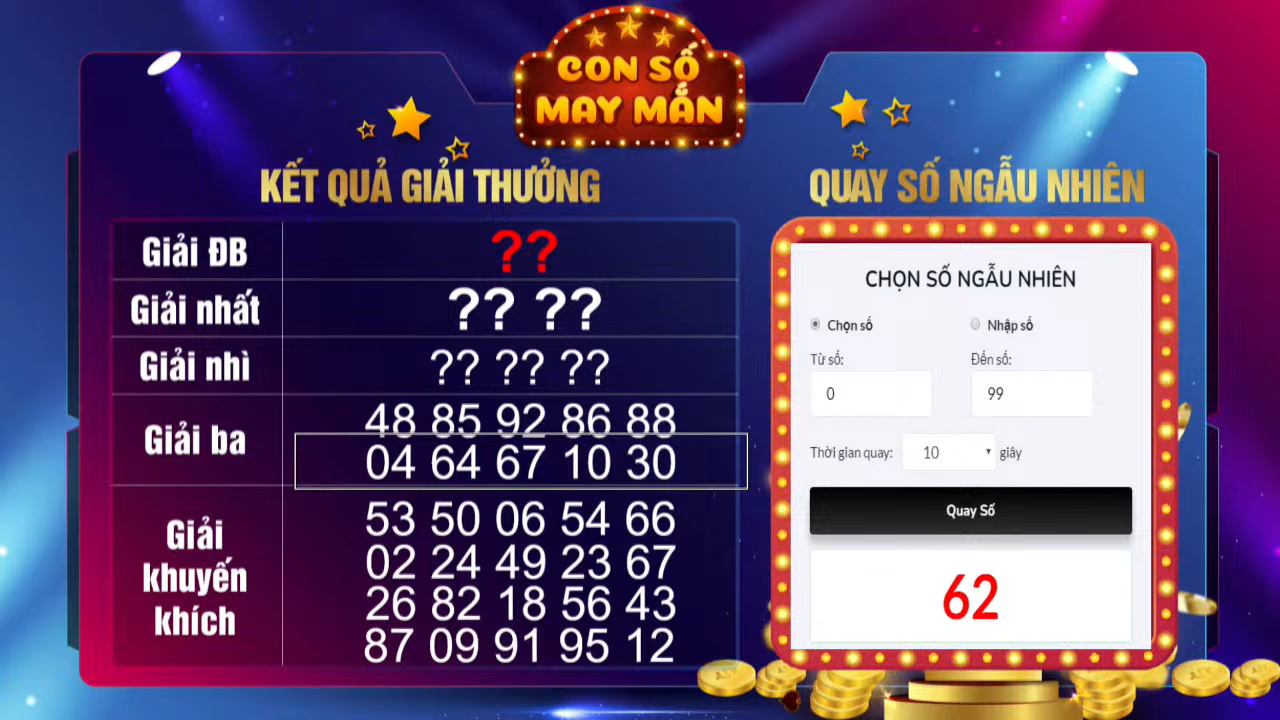 CON SỐ
MAY MẮN
KẾT QUẢ GIẢI THƯỞNG
Giải ĐB ??
Giải nhất ?? ??
Giải nhì ?? ?? ??
Giải ba
48 85 92 86 88
04 64 67 10 30
Giải
khuyến
khích
53 50 06 54 66
02 24 49 23 67
26 82 18 56 43
87 09 91 95 12
QUAY SỐ NGẪU NHIÊN
CHỌN SỐ NGẪU NHIÊN
Chọn số Nhập số
Từ số: Đến số:
0 99
Thời gian quay: 10 giây
Quay Số
62